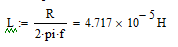 L := R / 2·pi·f = 4.717 × 10^-5 H